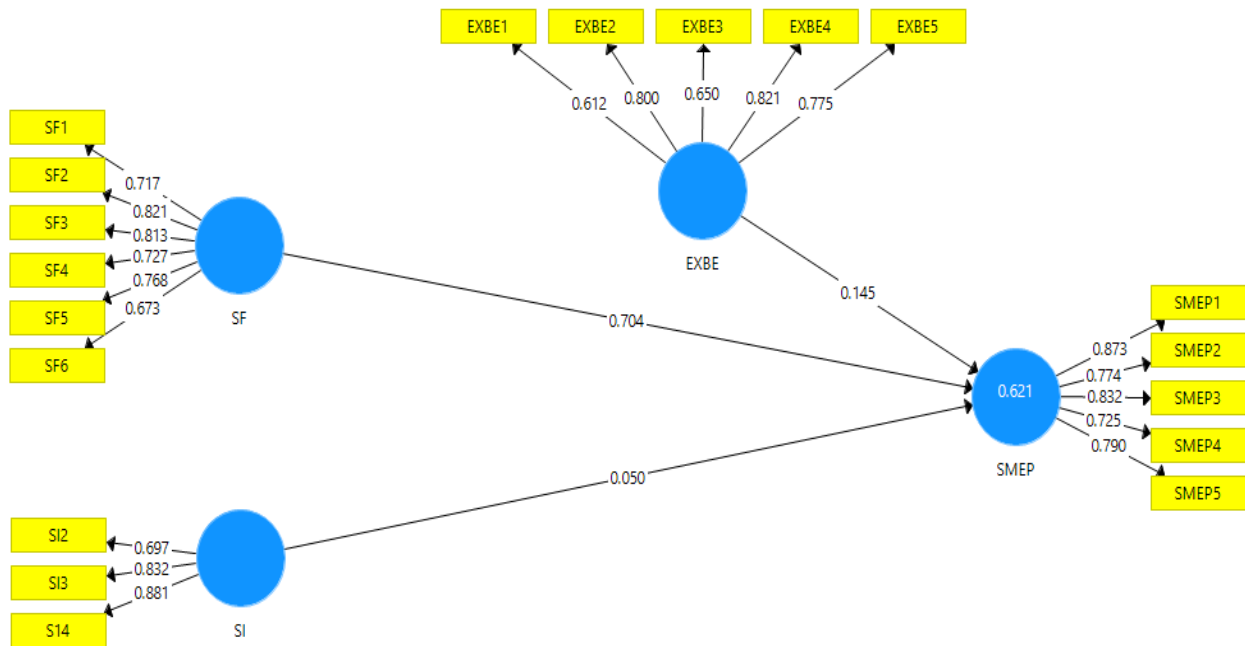 EXBE1 EXBE2 EXBE3 EXBE4 EXBE5
0.612 0.800 0.650 0.821 0.775
EXBE
SF1
SF2
SF3
SF4
SF5
SF6
0.717
0.821
0.813
0.727
0.768
0.673
SF
0.704
0.145
0.050
0.621
SMEP
0.873
0.774
0.832
0.725
0.790
SMEP1
SMEP2
SMEP3
SMEP4
SMEP5
SI2
SI3
S14
0.697
0.832
0.881
SI